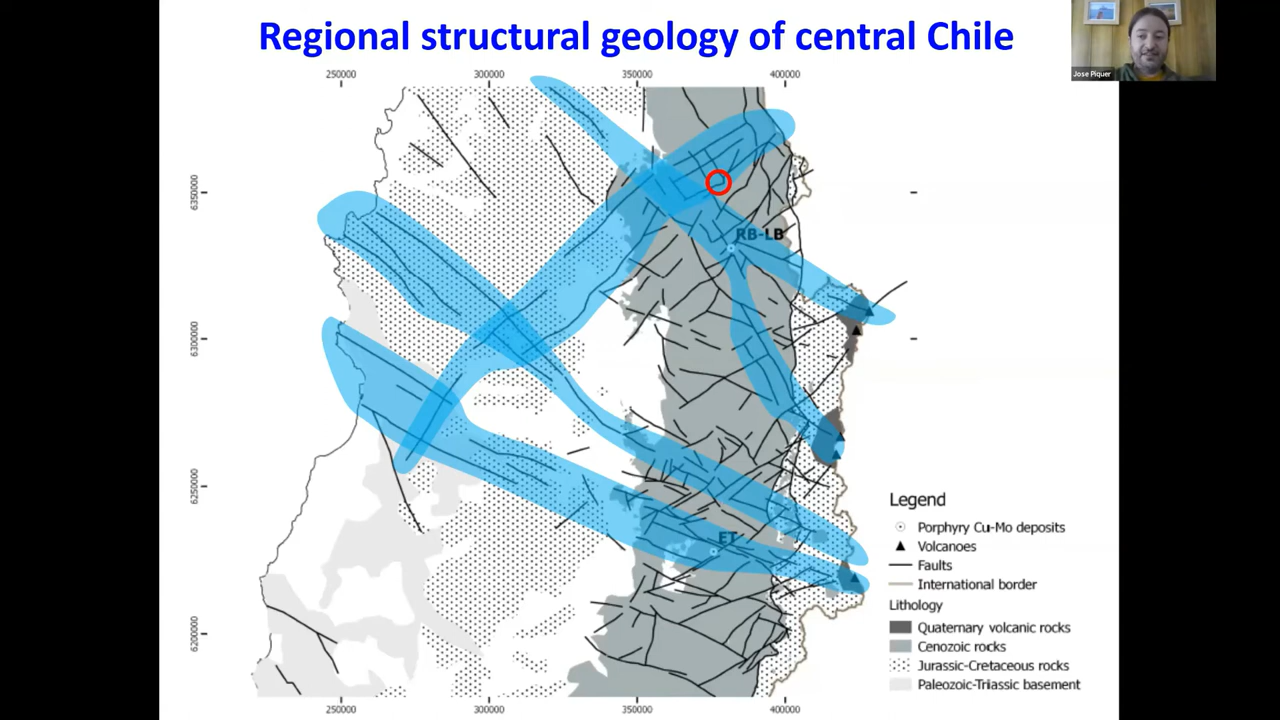 Regional structural geology of central Chile
Jose Piquer
250000 300000 350000 400000
6350000
RB-LB
6300000
6250000
ET
6200000
Legend
Porphyry Cu-Mo deposits
Volcanoes
Faults
International border
Lithology
Quaternary volcanic rocks
Cenozoic rocks
Jurassic-Cretaceous rocks
Paleozoic-Triassic basement
250000 300000 350000 400000